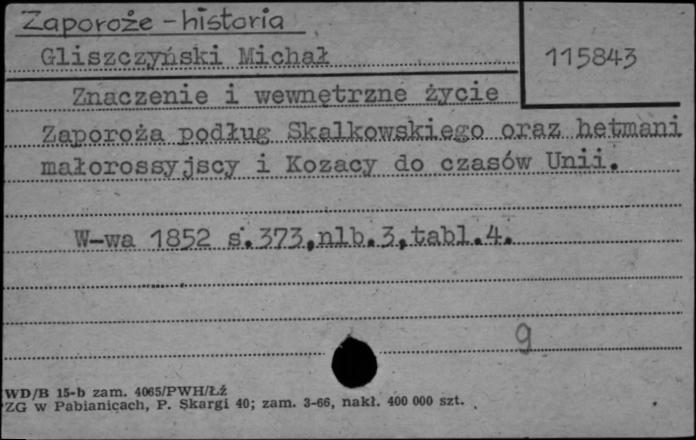 Zaporoże - historia
Gliszczyński Michał
115843
Znaczenie i wewnętrzne życie
Zaporoża podług Skalkowskiego oraz hetmani
małorossyjscy i Kozacy do czasów Unii.
W-wa 1852 s.373,nlb.3,tabl.4.
9
WD/B 15-b zam. 4065/PWH/Łź
ZG w Pabianicach, P. Skargi 40; zam. 3-66, nakł. 400 000 szt.